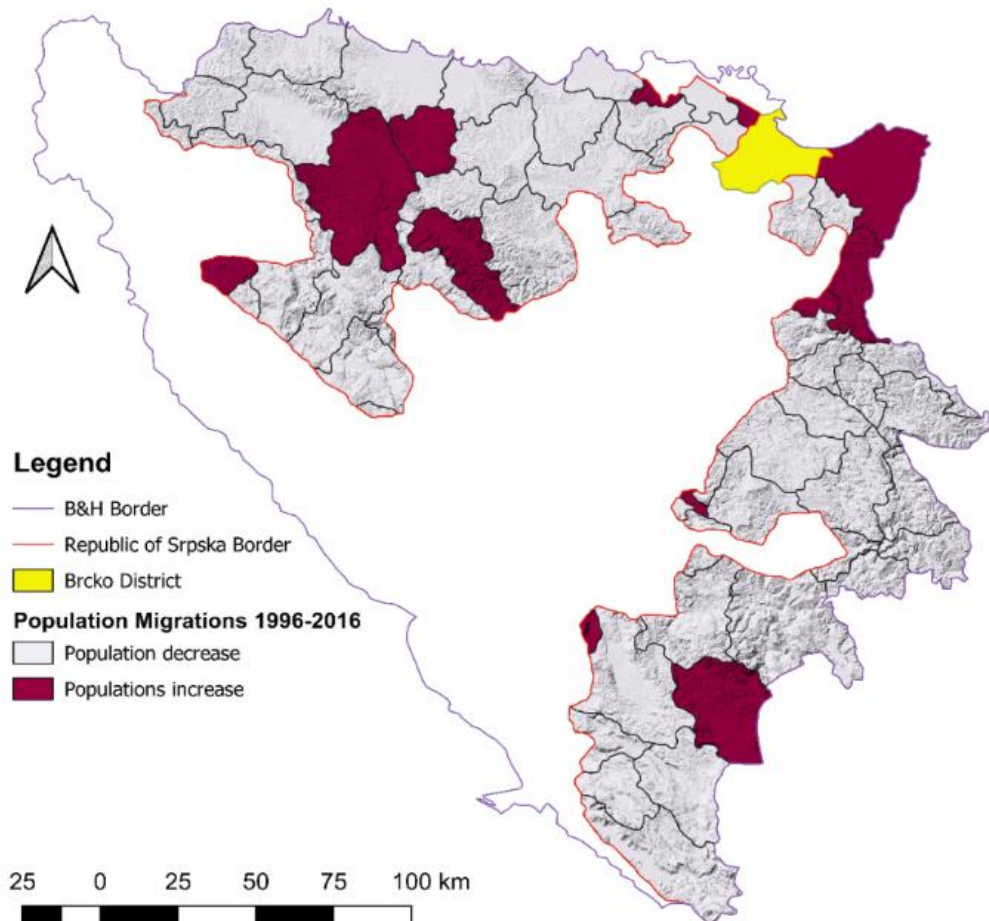 Legend
B&H Border
Republic of Srpska Border
Brcko District
Population Migrations 1996-2016
Population decrease
Populations increase
25 0 25 50 75 100 km